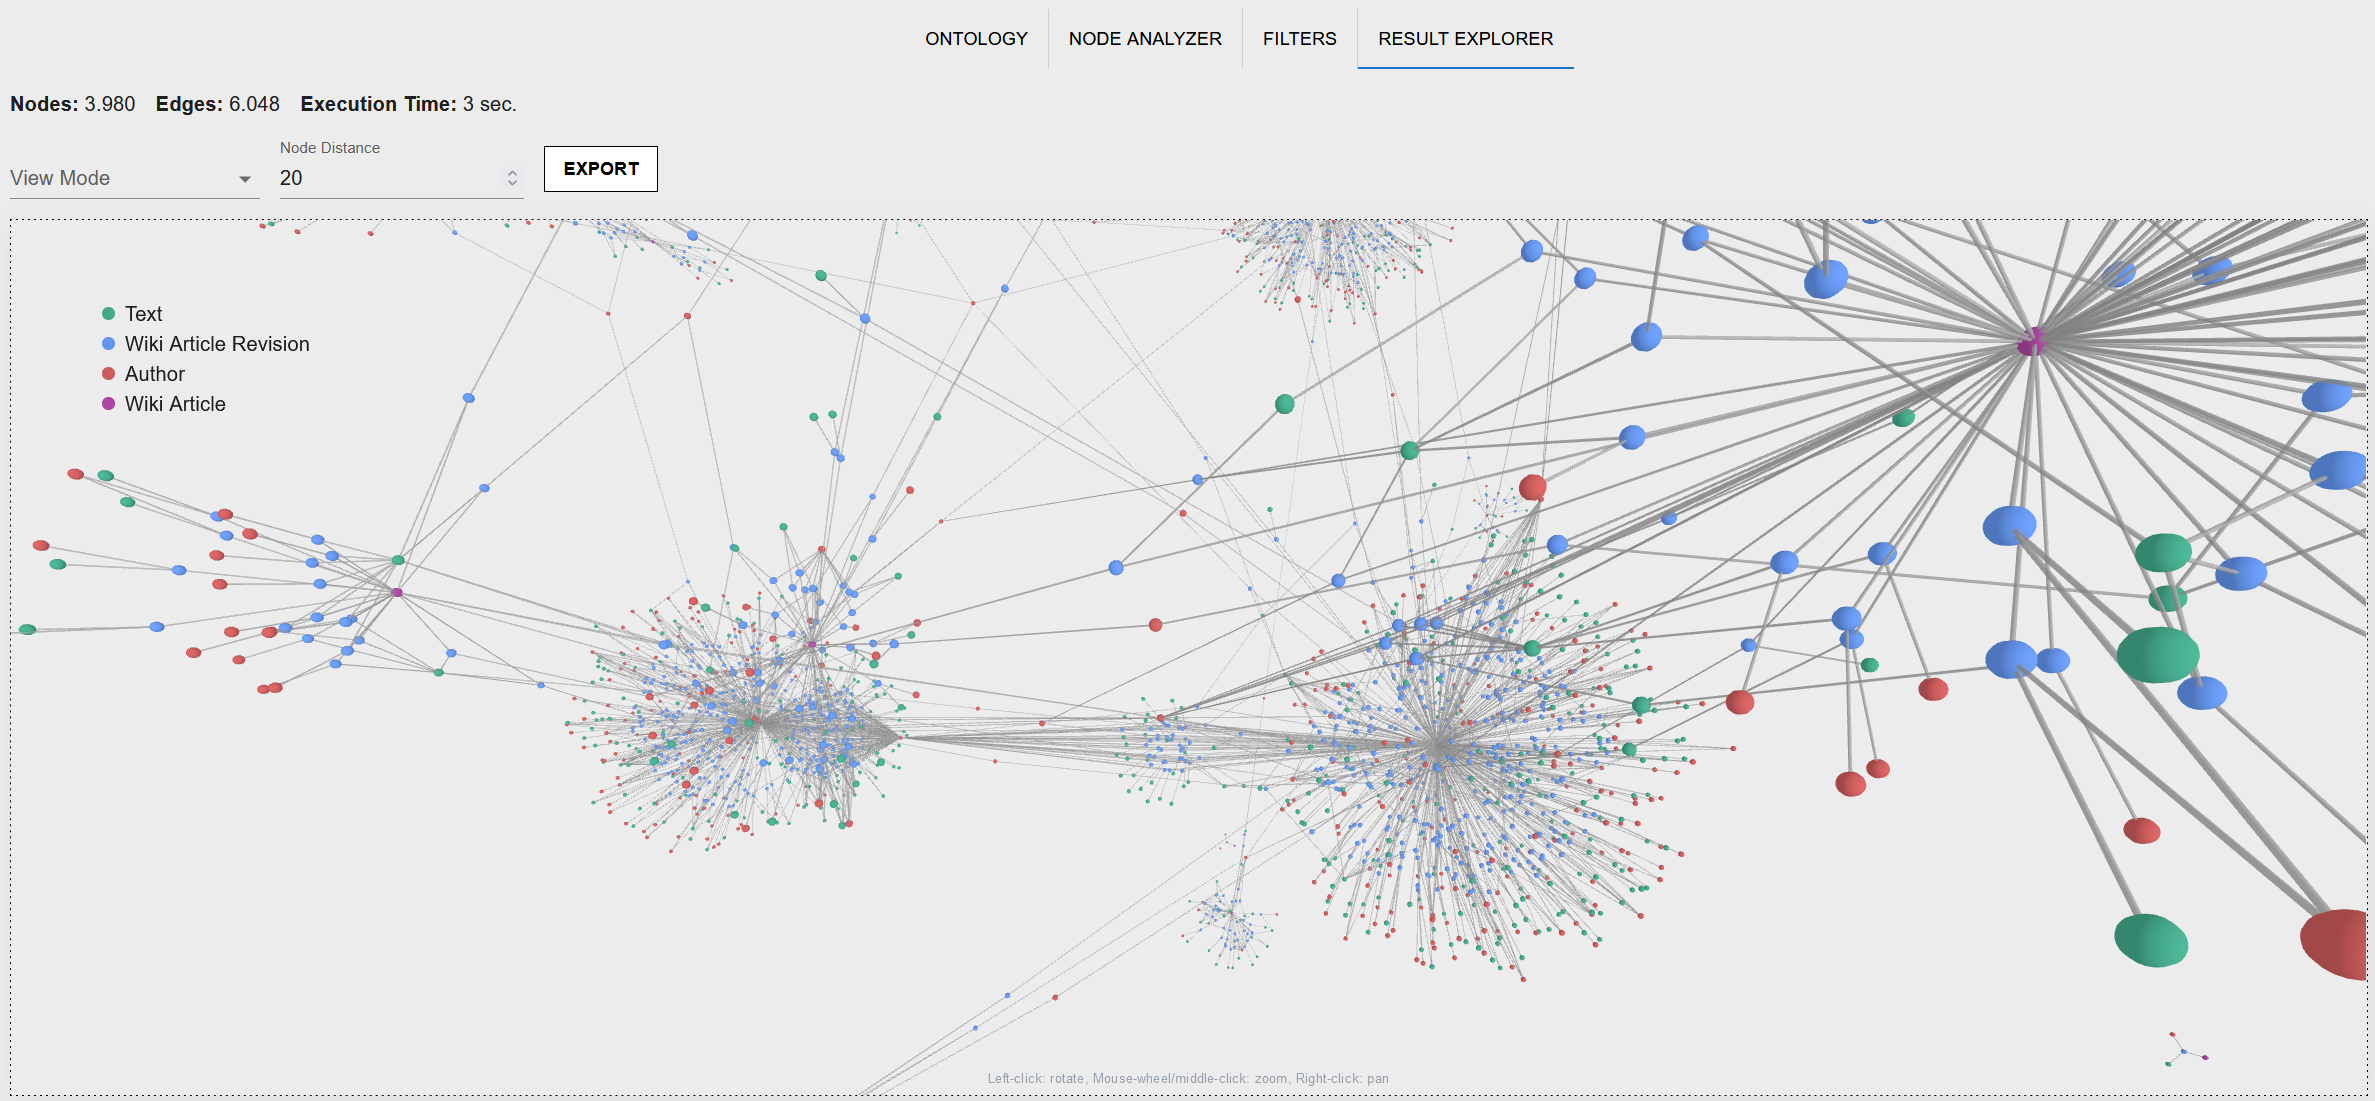 ONTOLOGY NODE ANALYZER FILTERS RESULT EXPLORER
Nodes: 3.980 Edges: 6.048 Execution Time: 3 sec.
Node Distance
View Mode 20 EXPORT
Text
Wiki Article Revision
Author
Wiki Article
Left-click: rotate, Mouse-wheel/middle-click: zoom, Right-click: pan